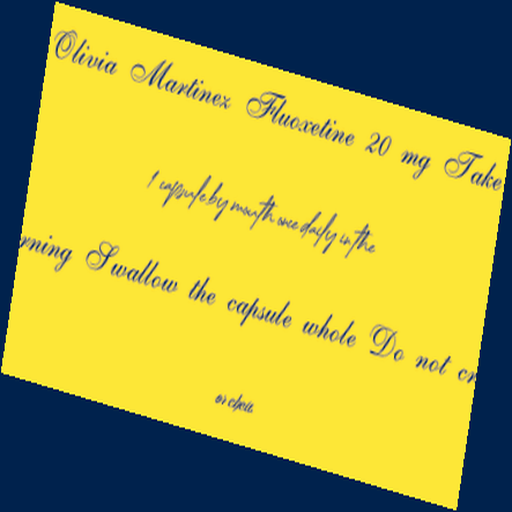 Olivia Martinez Fluoxetine 20 mg Take
1 capsule by mouth once daily in the
rning Swallow the capsule whole Do not cr
or chew